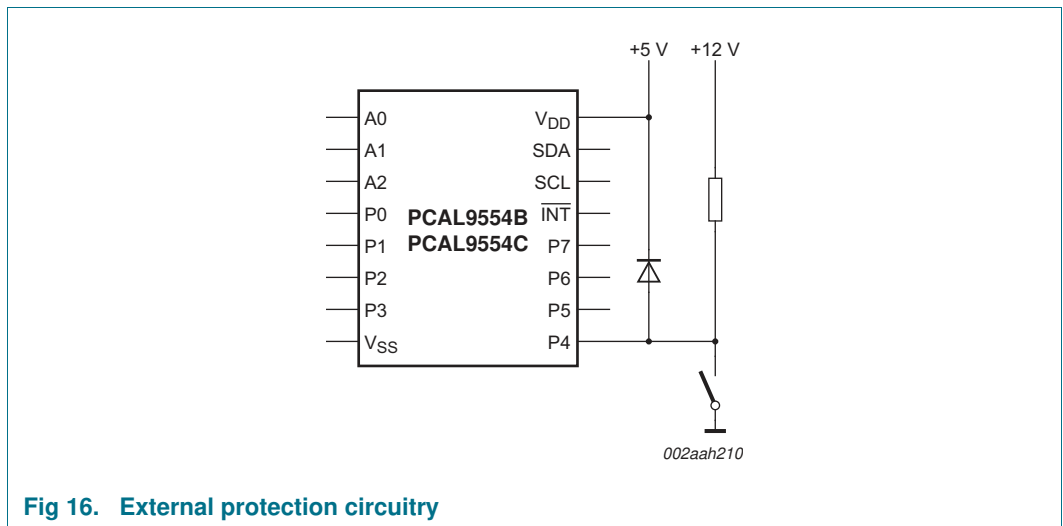 +5 V +12 V
A0 VDD
A1 SDA
A2 SCL
P0 PCAL9554B INT
P1 PCAL9554C P7
P2 P6
P3 P5
VSS P4
002aah210
Fig 16. External protection circuitry